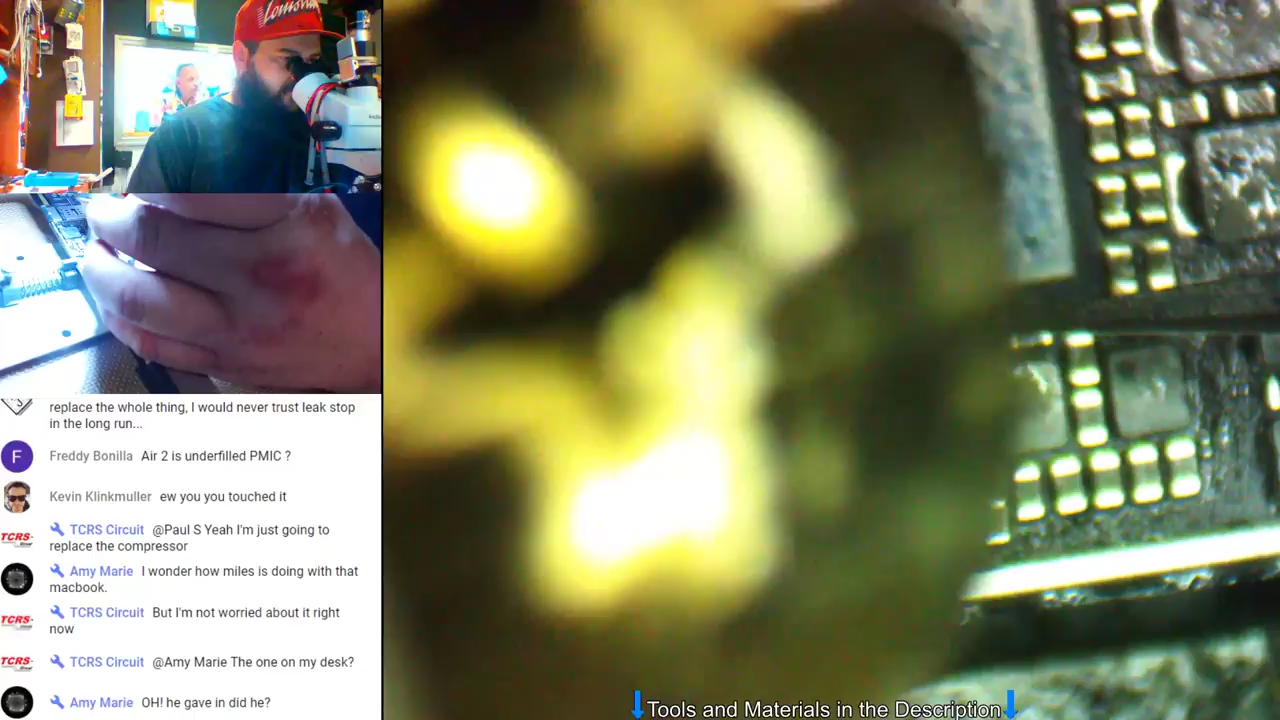 Louisville
replace the whole thing, I would never trust leak stop
in the long run...
F
Freddy Bonilla Air 2 is underfilled PMIC ?
Kevin Klinkmuller ew you you touched it
TCRS TCRS Circuit @Paul S Yeah I'm just going to
replace the compressor
Amy Marie I wonder how miles is doing with that
macbook.
TCRS TCRS Circuit But I'm not worried about it right
now
TCRS TCRS Circuit @Amy Marie The one on my desk?
Amy Marie OH! he gave in did he?
Tools and Materials in the Description